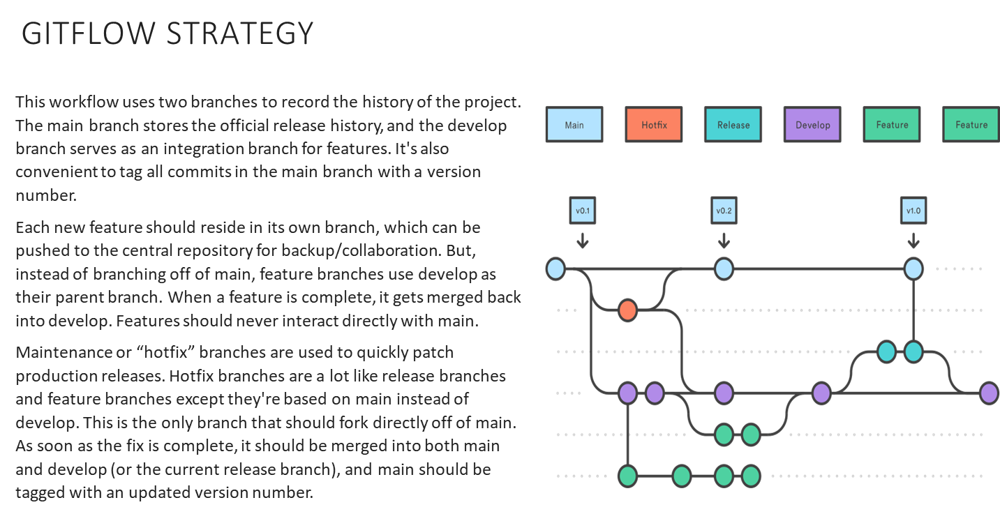 GITFLOW STRATEGY
This workflow uses two branches to record the history of the project.
The main branch stores the official release history, and the develop
branch serves as an integration branch for features. It's also
convenient to tag all commits in the main branch with a version
number.
Each new feature should reside in its own branch, which can be
pushed to the central repository for backup/collaboration. But,
instead of branching off of main, feature branches use develop as
their parent branch. When a feature is complete, it gets merged back
into develop. Features should never interact directly with main.
Maintenance or “hotfix” branches are used to quickly patch
production releases. Hotfix branches are a lot like release branches
and feature branches except they're based on main instead of
develop. This is the only branch that should fork directly off of main.
As soon as the fix is complete, it should be merged into both main
and develop (or the current release branch), and main should be
tagged with an updated version number.
Main Hotfix Release Develop Feature Feature
v0.1 v0.2 v1.0